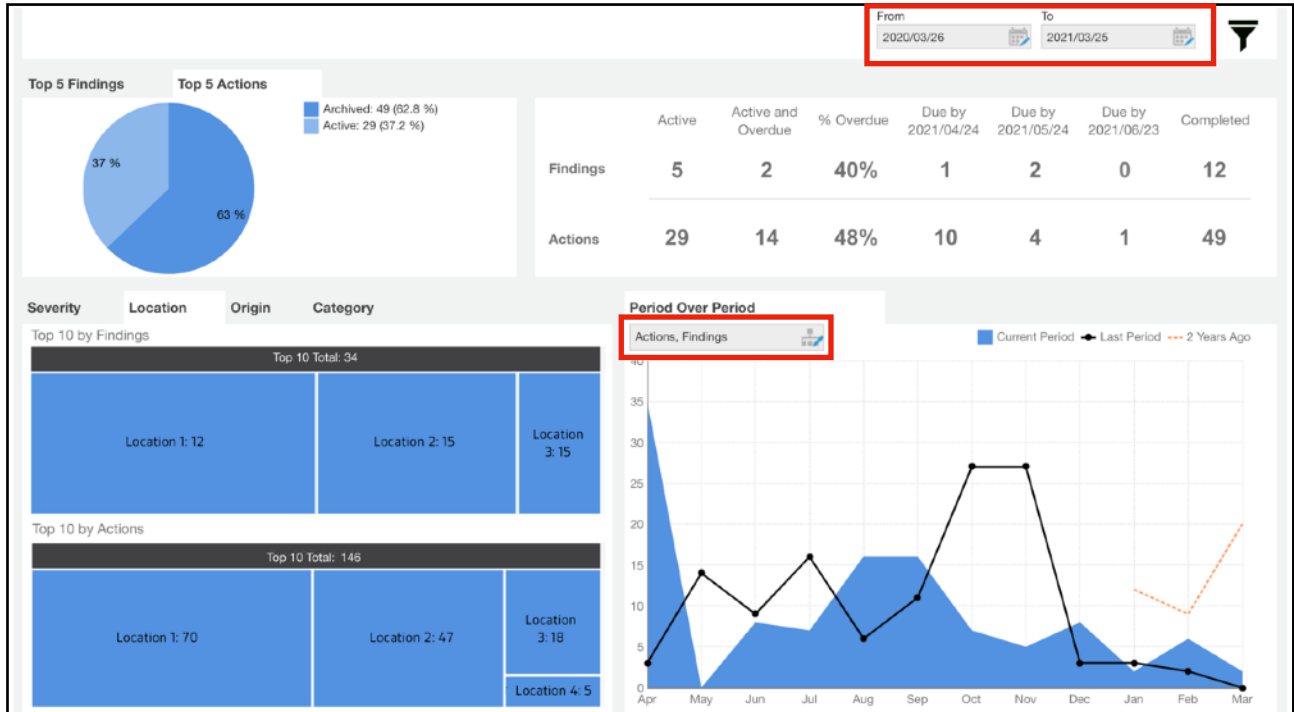 From
To
2020/03/26
2021/03/25
Top 5 Findings
Top 5 Actions
Archived: 49 (62.8 %)
Active: 29 (37.2 %)
37 %
63 %
Active
Active and Overdue
% Overdue
Due by 2021/04/24
Due by 2021/05/24
Due by 2021/06/23
Completed
Findings
5
2
40%
1
2
0
12
Actions
29
14
48%
10
4
1
49
Severity
Location
Origin
Category
Top 10 by Findings
Top 10 Total: 34
Location 1: 12
Location 2: 15
Location
3: 15
Top 10 by Actions
Top 10 Total: 146
Location 1: 70
Location 2: 47
Location
3: 18
Location 4: 5
Period Over Period
Actions, Findings
Current Period
Last Period
2 Years Ago
40
35
30
25
20
15
10
5
0
Apr
May
Jun
Jul
Aug
Sep
Oct
Nov
Dec
Jan
Feb
Mar